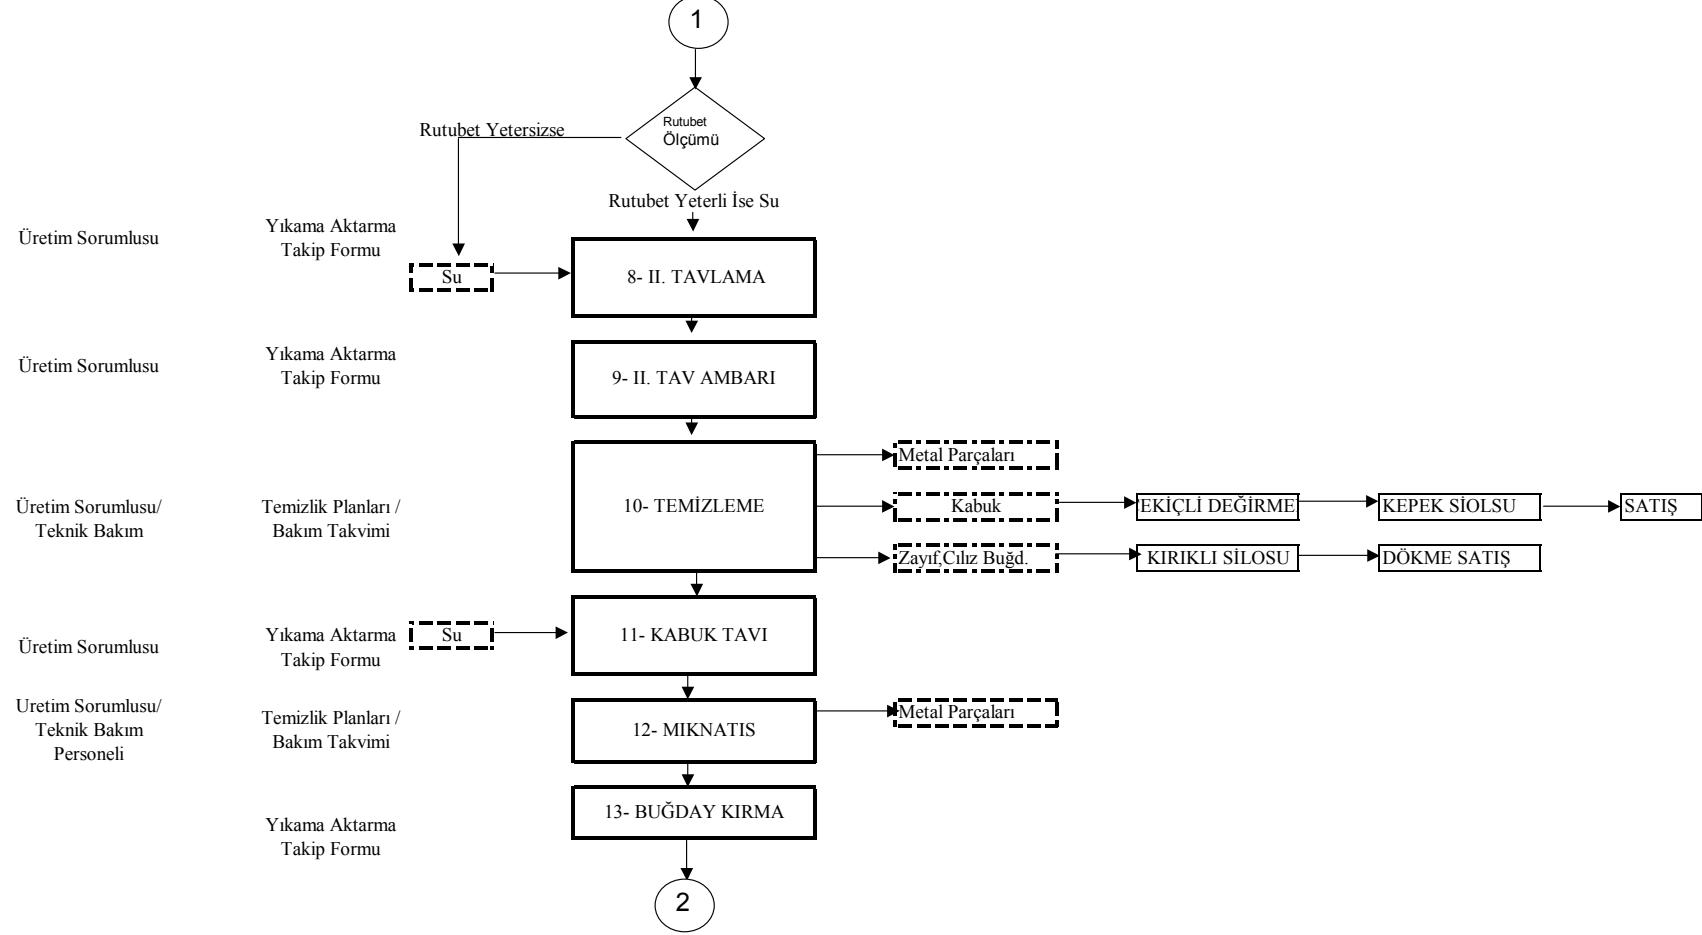 1
Rutubet
Ölçümü
Rutubet Yetersizse
Rutubet Yeterli İse Su
Üretim Sorumlusu
Yıkama Aktarma
Takip Formu
Su
8- II. TAVLAMA
Üretim Sorumlusu
Yıkama Aktarma
Takip Formu
9- II. TAV AMBARI
Üretim Sorumlusu/
Teknik Bakım
Temizlik Planları /
Bakım Takvimi
10- TEMİZLEME
Metal Parçaları
Kabuk
EKİÇLİ DEĞİRME
KEPEK SİOLSU
SATIŞ
Zayıf,Cılız Buğd.
KIRIKLI SİLOSU
DÖKME SATIŞ
Üretim Sorumlusu
Yıkama Aktarma
Takip Formu
Su
11- KABUK TAVI
Uretim Sorumlusu/
Teknik Bakım
Personeli
Temizlik Planları /
Bakım Takvimi
12- MIKNATIS
Metal Parçaları
Yıkama Aktarma
Takip Formu
13- BUĞDAY KIRMA
2